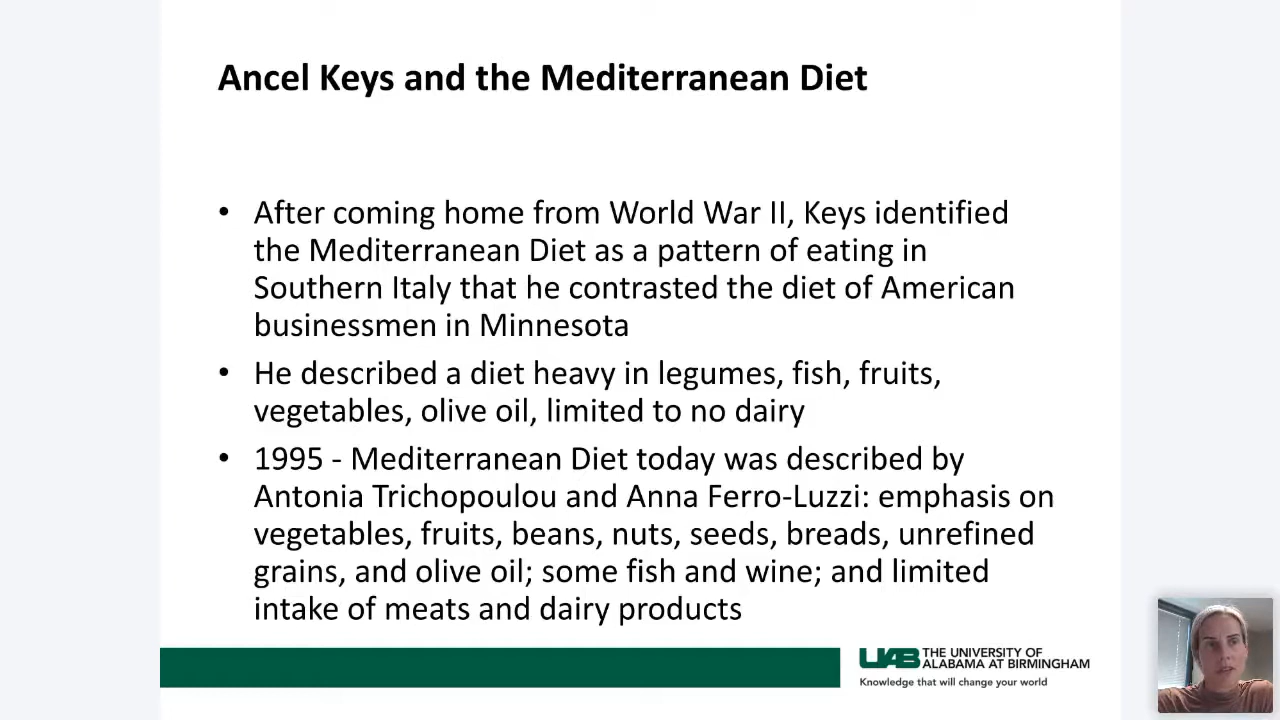 Ancel Keys and the Mediterranean Diet
• After coming home from World War II, Keys identified
the Mediterranean Diet as a pattern of eating in
Southern Italy that he contrasted the diet of American
businessmen in Minnesota
• He described a diet heavy in legumes, fish, fruits,
vegetables, olive oil, limited to no dairy
• 1995 - Mediterranean Diet today was described by
Antonia Trichopoulou and Anna Ferro-Luzzi: emphasis on
vegetables, fruits, beans, nuts, seeds, breads, unrefined
grains, and olive oil; some fish and wine; and limited
intake of meats and dairy products
UAB THE UNIVERSITY OF
ALABAMA AT BIRMINGHAM
Knowledge that will change your world